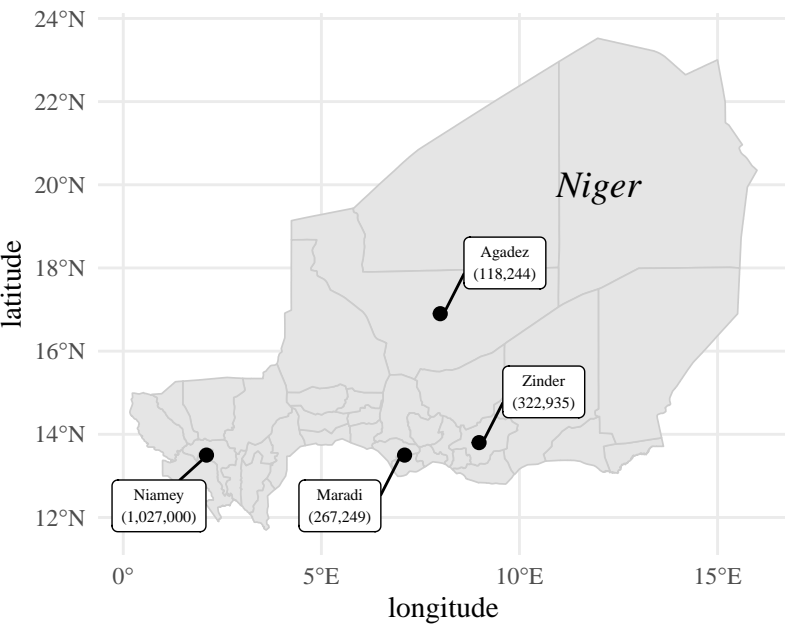 24°N
22°N
20°N
18°N
16°N
14°N
12°N
latitude
Niger
Agadez
(118,244)
Zinder
(322,935)
Niamey
(1,027,000)
Maradi
(267,249)
0°
5°E
10°E
15°E
longitude